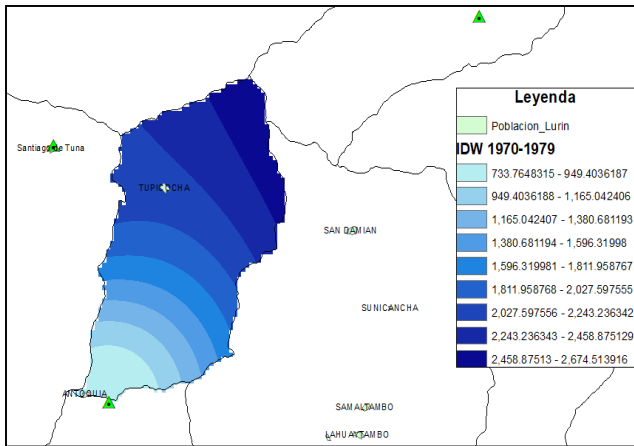 Leyenda
Poblacion_Lurin
IDW 1970-1979
733.7648315 - 949.4036187
949.4036188 - 1,165.042406
1,165.042407 - 1,380.681193
1,380.681194 - 1,596.31998
1,596.319981 - 1,811.958767
1,811.958768 - 2,027.597555
2,027.597556 - 2,243.236342
2,243.236343 - 2,458.875129
2,458.87513 - 2,674.513916
Santiago de Tuna
TUPICOCHA
SAN DAMIAN
SUNICANCHA
ANTIOQUIA
LAHUAYTAMBO